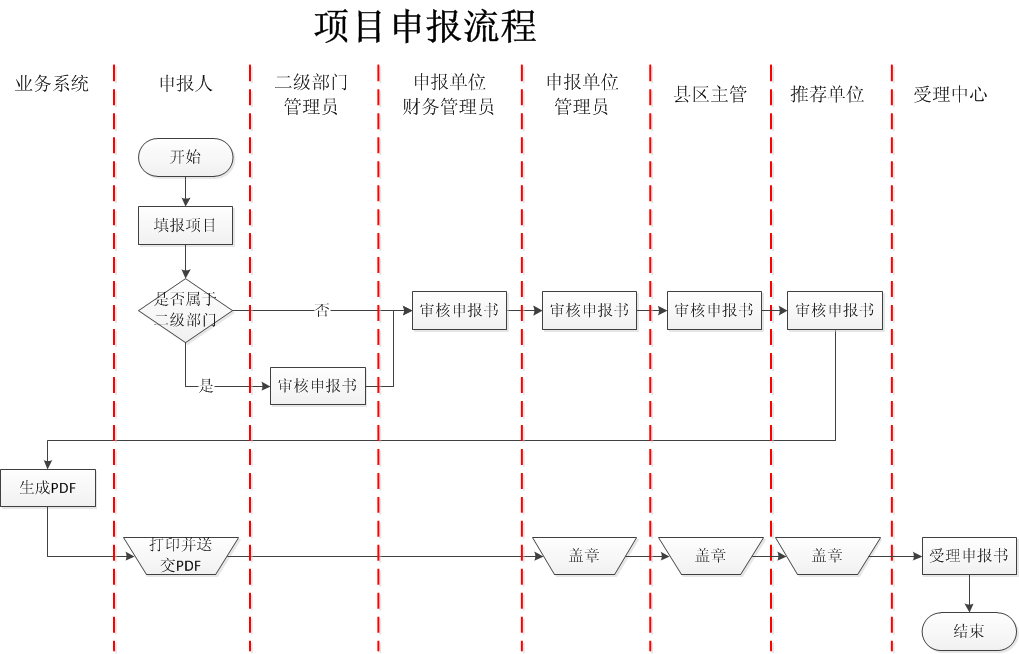 项目申报流程
业务系统
申报人
二级部门
管理员
申报单位
财务管理员
申报单位
管理员
县区主管
推荐单位
受理中心
开始
填报项目
是否属于
二级部门
否
审核申报书
审核申报书
审核申报书
审核申报书
是
审核申报书
生成PDF
打印并送
交PDF
盖章
盖章
盖章
受理申报书
结束